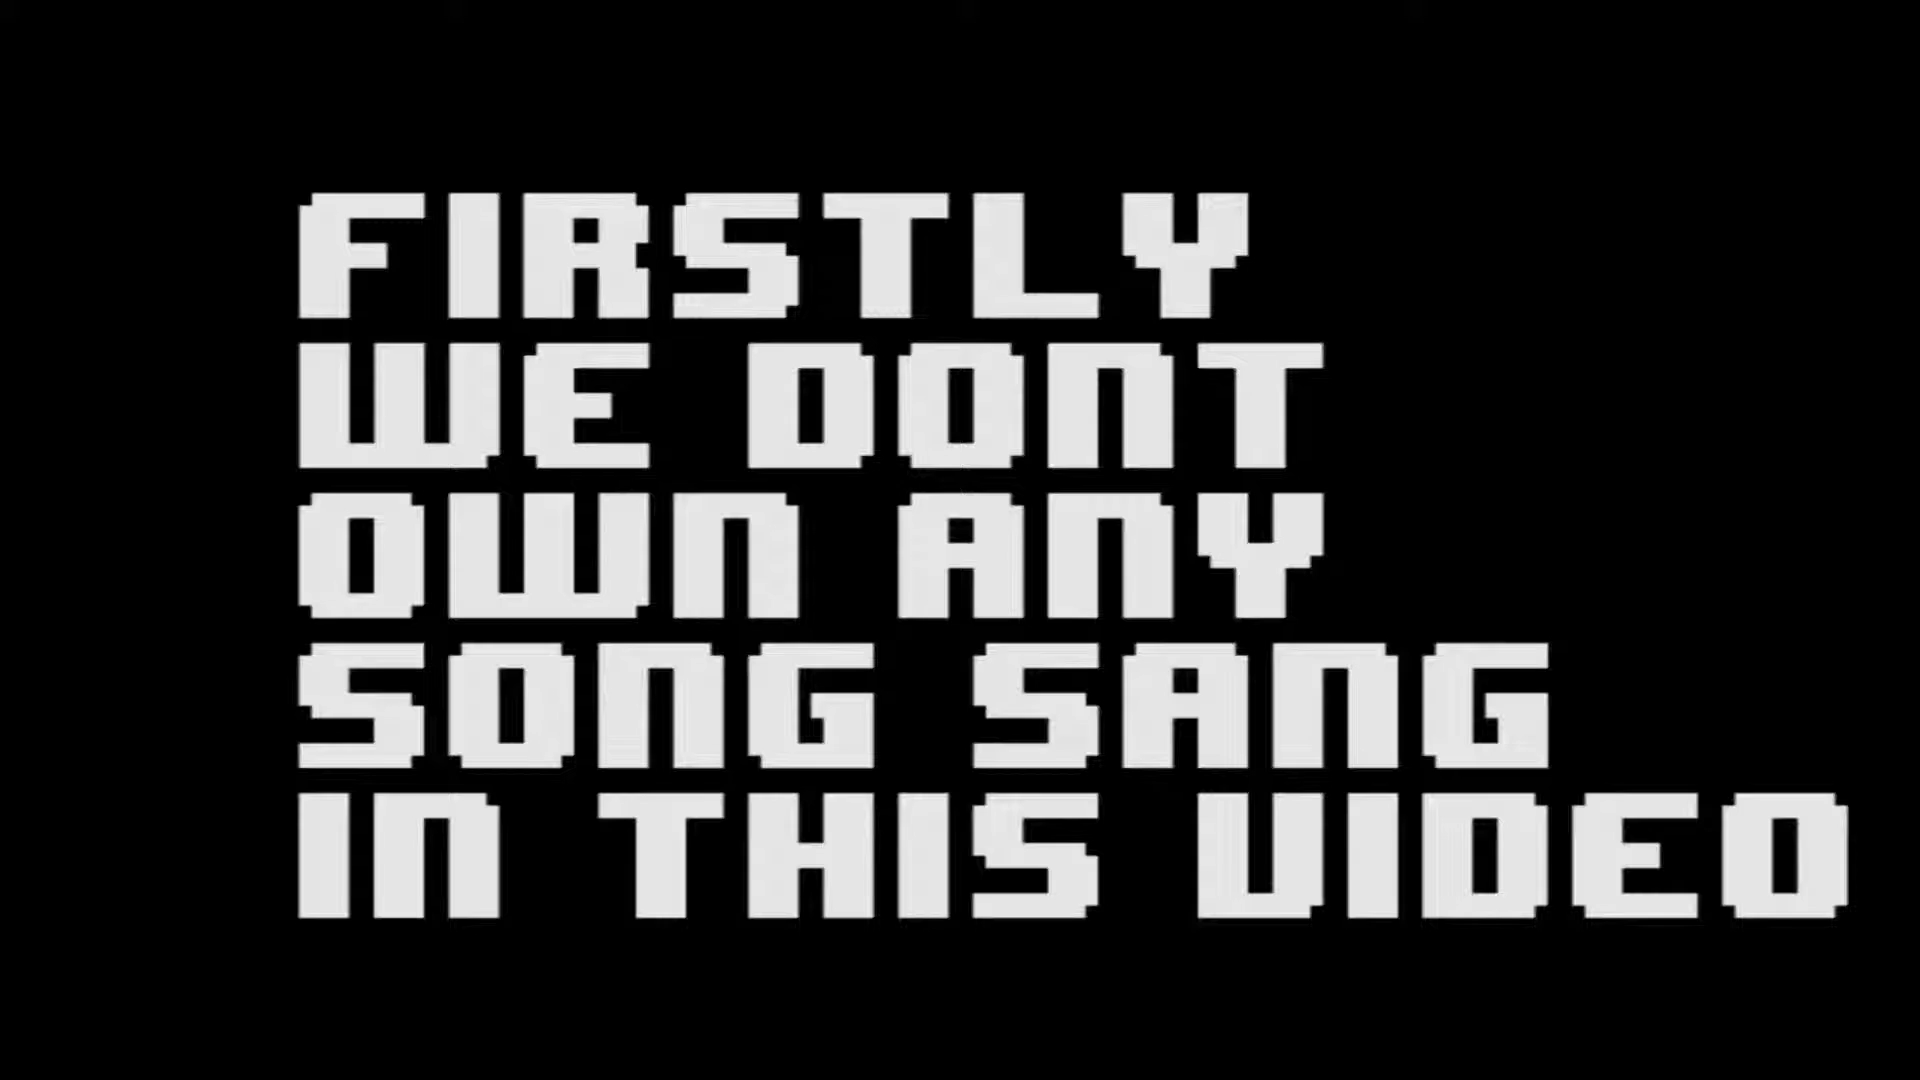 FIRSTLY
WE DONT
OWN ANY
SONG SANG
IN THIS VIDEO